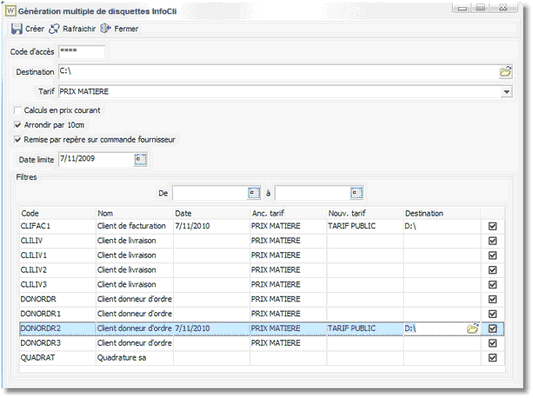 Génération multiple de disquettes InfoCli
Créer Rafraichir Fermer
Code d'accès ****
Destination C:\
Tarif PRIX MATIERE
Calculs en prix courant
Arrondir par 10cm
Remise par repère sur commande fournisseur
Date limite 7/11/2009
Filtres
De à
Code Nom Date Anc. tarif Nouv. tarif Destination
CLIFAC1 Client de facturation 7/11/2010 PRIX MATIERE TARIF PUBLIC D:\
CLILIV Client de livraison PRIX MATIERE
CLILIV1 Client de livraison PRIX MATIERE
CLILIV2 Client de livraison PRIX MATIERE
CLILIV3 Client de livraison PRIX MATIERE
DONORDR Client donneur d'ordre PRIX MATIERE
DONORDR1 Client donneur d'ordre PRIX MATIERE
DONORDR2 Client donneur d'ordre 7/11/2010 PRIX MATIERE TARIF PUBLIC D:\
DONORDR3 Client donneur d'ordre PRIX MATIERE
QUADRAT Quadrature sa